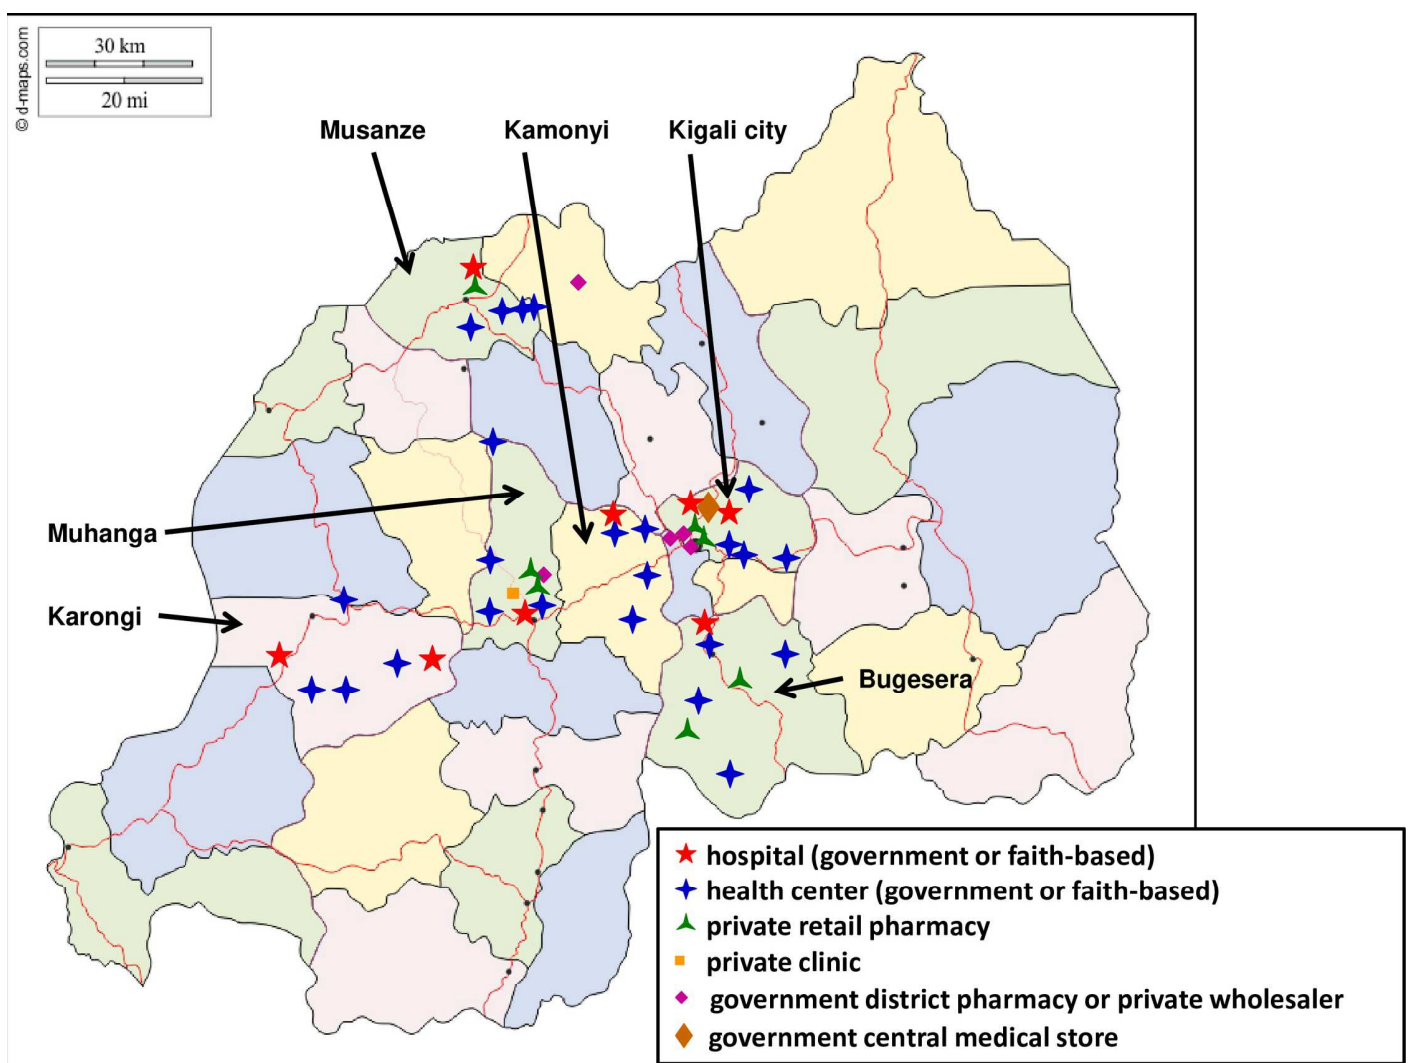 © d-maps.com
30 km
20 mi
Musanze
Kamonyi
Kigali city
Muhanga
Karongi
Bugesera
hospital (government or faith-based)
health center (government or faith-based)
private retail pharmacy
private clinic
government district pharmacy or private wholesaler
government central medical store